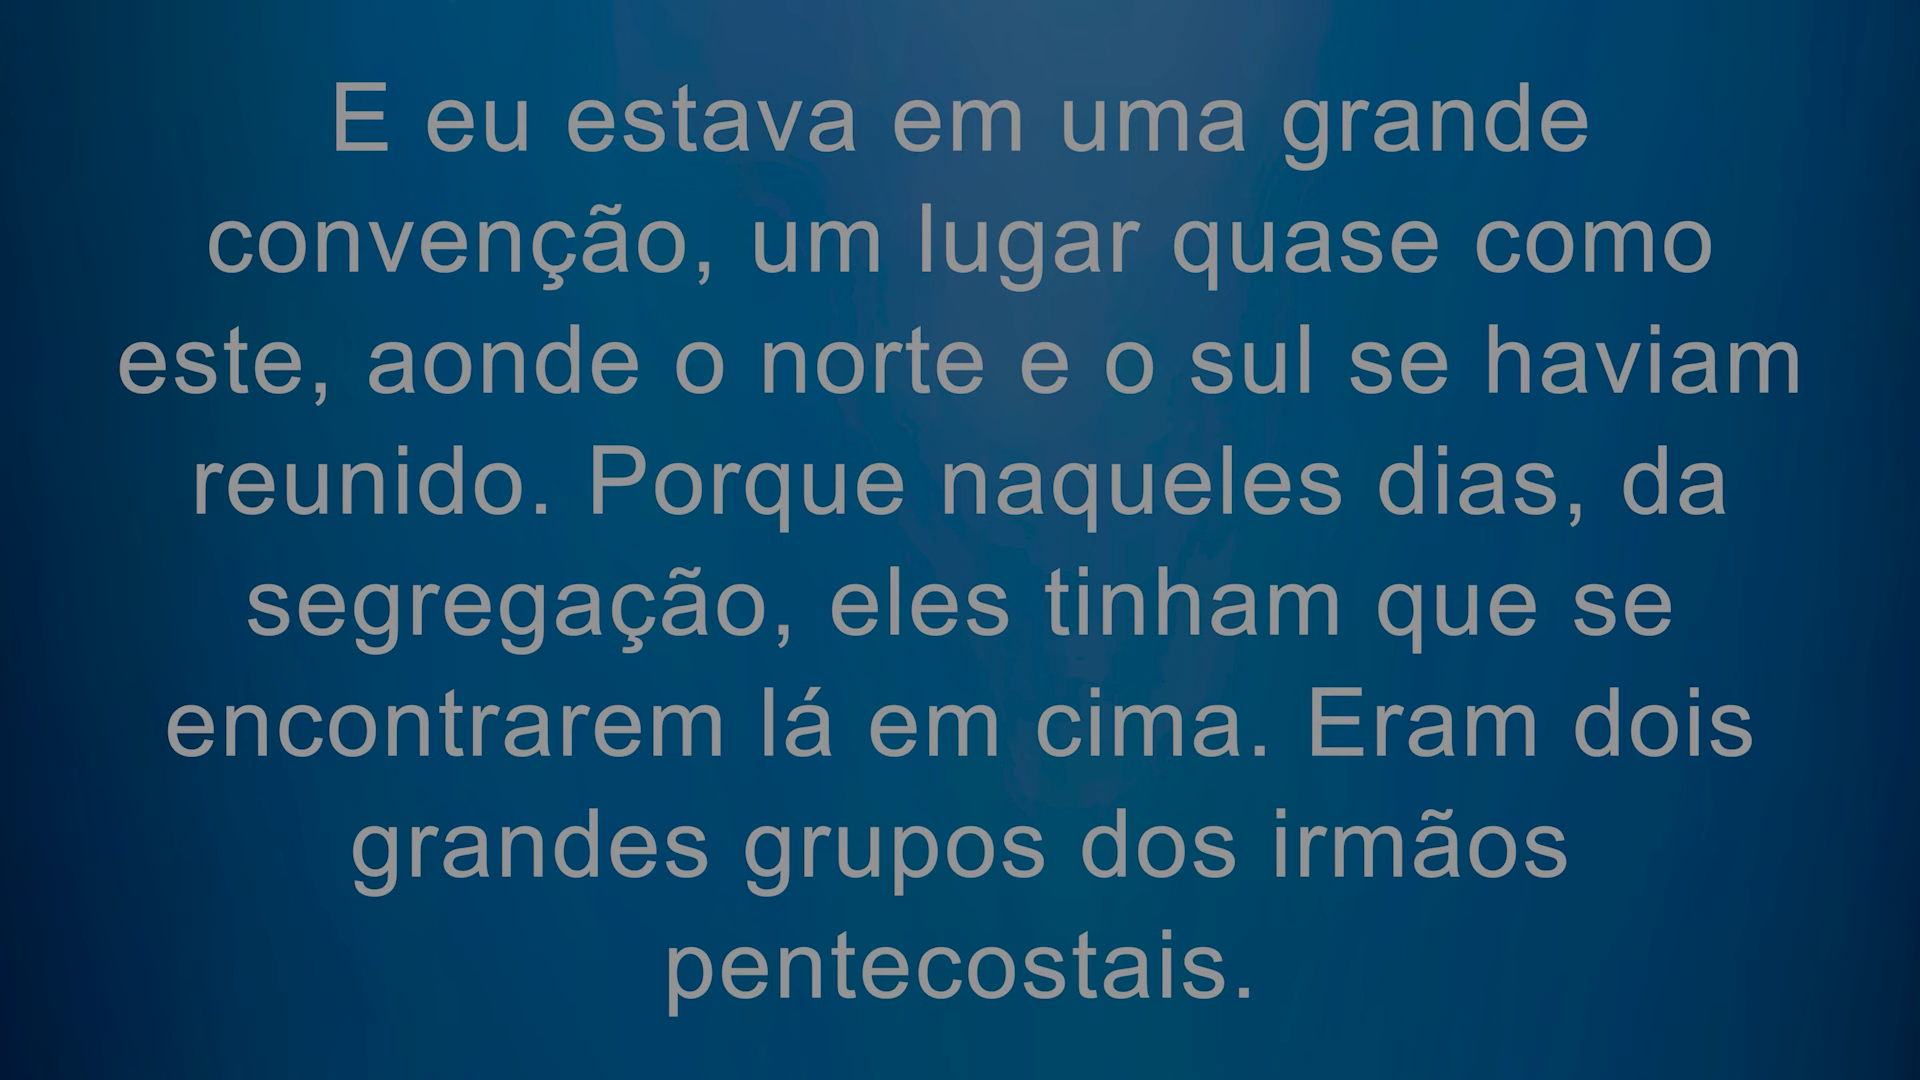 E eu estava em uma grande
convenção, um lugar quase como
este, aonde o norte e o sul se haviam
reunido. Porque naqueles dias, da
segregação, eles tinham que se
encontrarem lá em cima. Eram dois
grandes grupos dos irmãos
pentecostais.